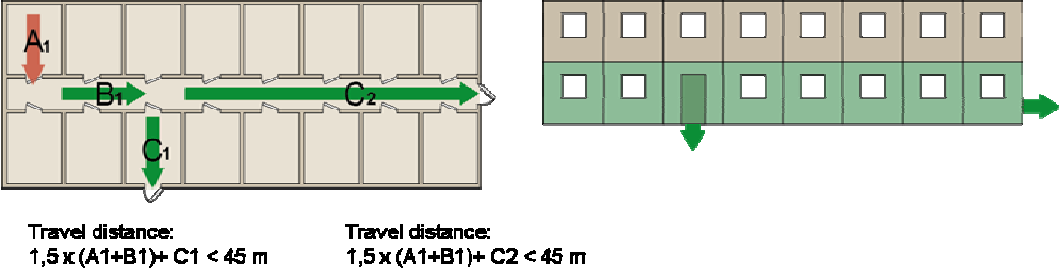 A1
B1
C2
C1
Travel distance:
1,5 x (A1+B1)+ C1 < 45 m
Travel distance:
1,5 x (A1+B1)+ C2 < 45 m